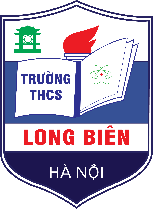 TRƯỜNG
THCS
LONG BIÊN
HÀ NỘI